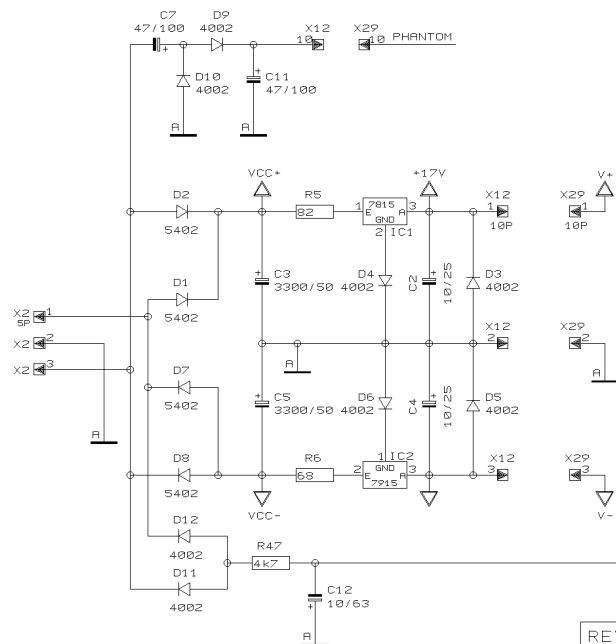 C7
47/100
D9
4002
X12
10
X29
10
PHANTOM
+
D10
4002
+
C11
47/100
A
A
D2
5402
VCC+
R5
82
1
7815
E
A
GND
3
2
IC1
+17V
X12
1
10P
X29
1
10P
V+
D1
5402
+
C3
3300/50
D4
4002
+
C2
10/25
D3
4002
X2
5P
1
X2
2
X2
3
A
A
X12
2
X29
2
A
D7
5402
+
C5
3300/50
D6
4002
+
C4
10/25
D5
4002
D8
5402
R6
68
2
1
IC2
GND
E
A
7915
3
X12
3
X29
3
VCC-
V-
D12
4002
D11
4002
R47
4k7
C12
10/63
+
A
RE